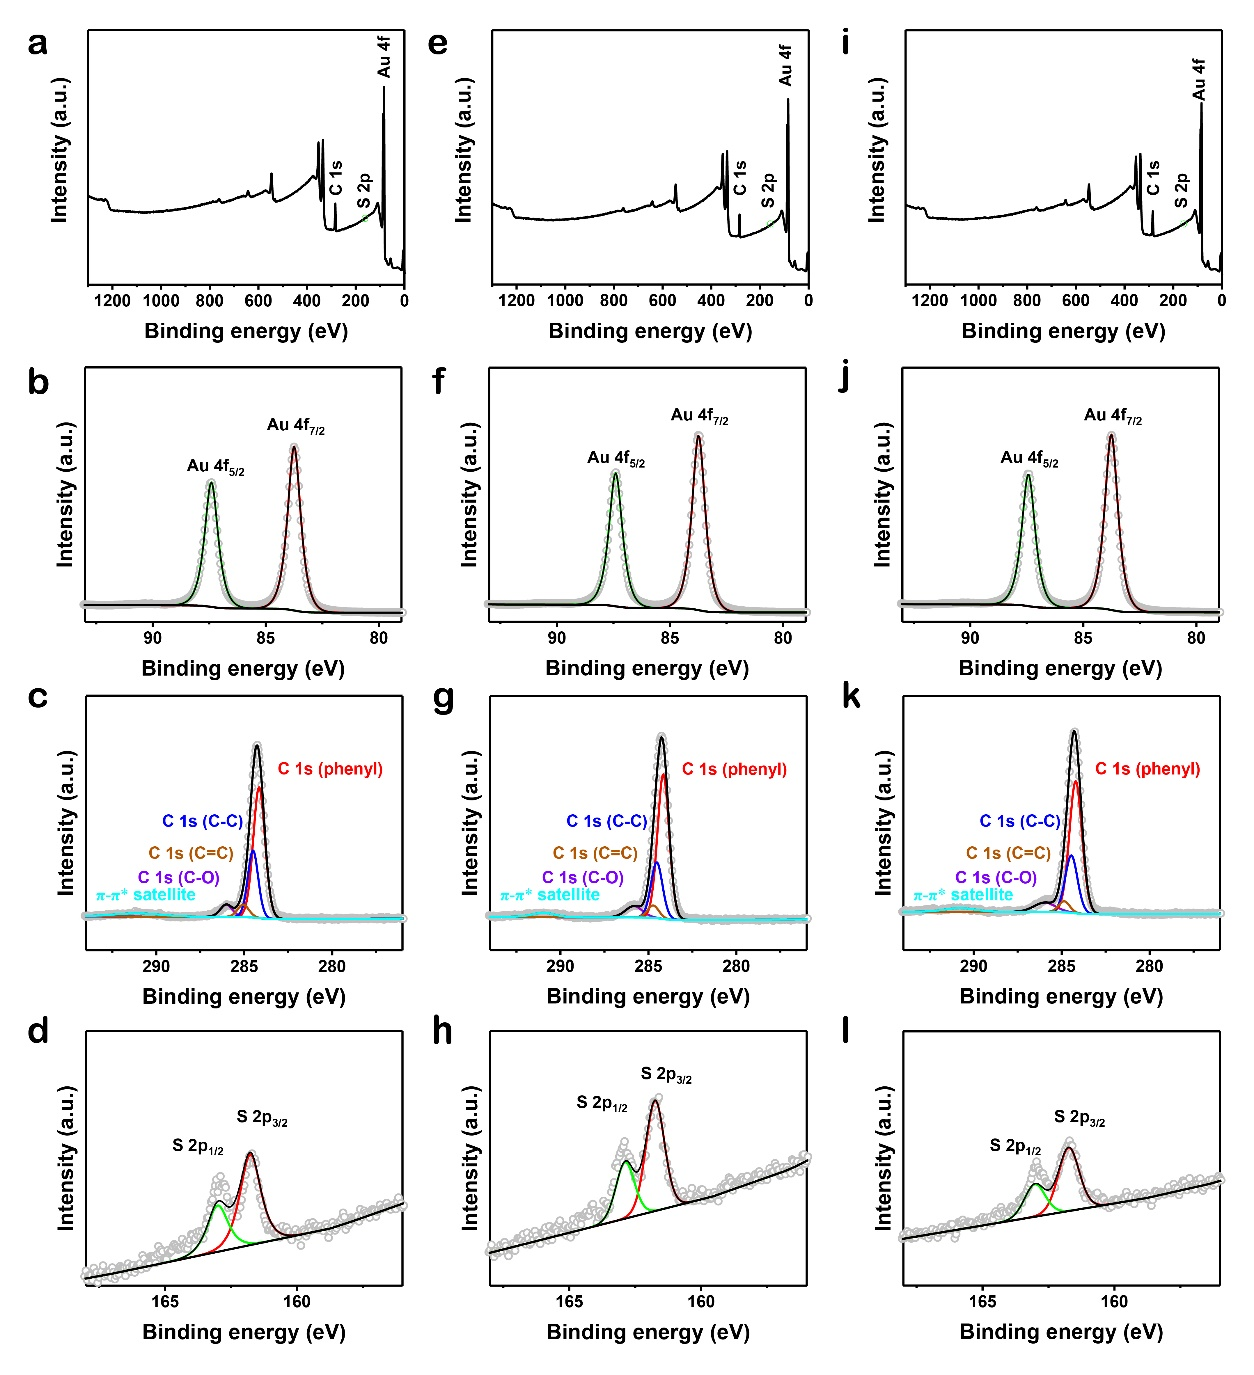 a
Intensity (a.u.)
Au 4f
C 1s
S 2p
1200 1000 800 600 400 200 0
Binding energy (eV)
e
Intensity (a.u.)
Au 4f
C 1s
S 2p
1200 1000 800 600 400 200 0
Binding energy (eV)
i
Intensity (a.u.)
Au 4f
C 1s
S 2p
1200 1000 800 600 400 200 0
Binding energy (eV)
b
Intensity (a.u.)
Au 4f7/2
Au 4f5/2
90 85 80
Binding energy (eV)
f
Intensity (a.u.)
Au 4f7/2
Au 4f5/2
90 85 80
Binding energy (eV)
j
Intensity (a.u.)
Au 4f7/2
Au 4f5/2
90 85 80
Binding energy (eV)
c
Intensity (a.u.)
C 1s (phenyl)
C 1s (C-C)
C 1s (C=C)
C 1s (C-O)
π-π* satellite
290 285 280
Binding energy (eV)
g
Intensity (a.u.)
C 1s (phenyl)
C 1s (C-C)
C 1s (C=C)
C 1s (C-O)
π-π* satellite
290 285 280
Binding energy (eV)
k
Intensity (a.u.)
C 1s (phenyl)
C 1s (C-C)
C 1s (C=C)
C 1s (C-O)
π-π* satellite
290 285 280
Binding energy (eV)
d
Intensity (a.u.)
S 2p3/2
S 2p1/2
165 160
Binding energy (eV)
h
Intensity (a.u.)
S 2p3/2
S 2p1/2
165 160
Binding energy (eV)
l
Intensity (a.u.)
S 2p3/2
S 2p1/2
165 160
Binding energy (eV)